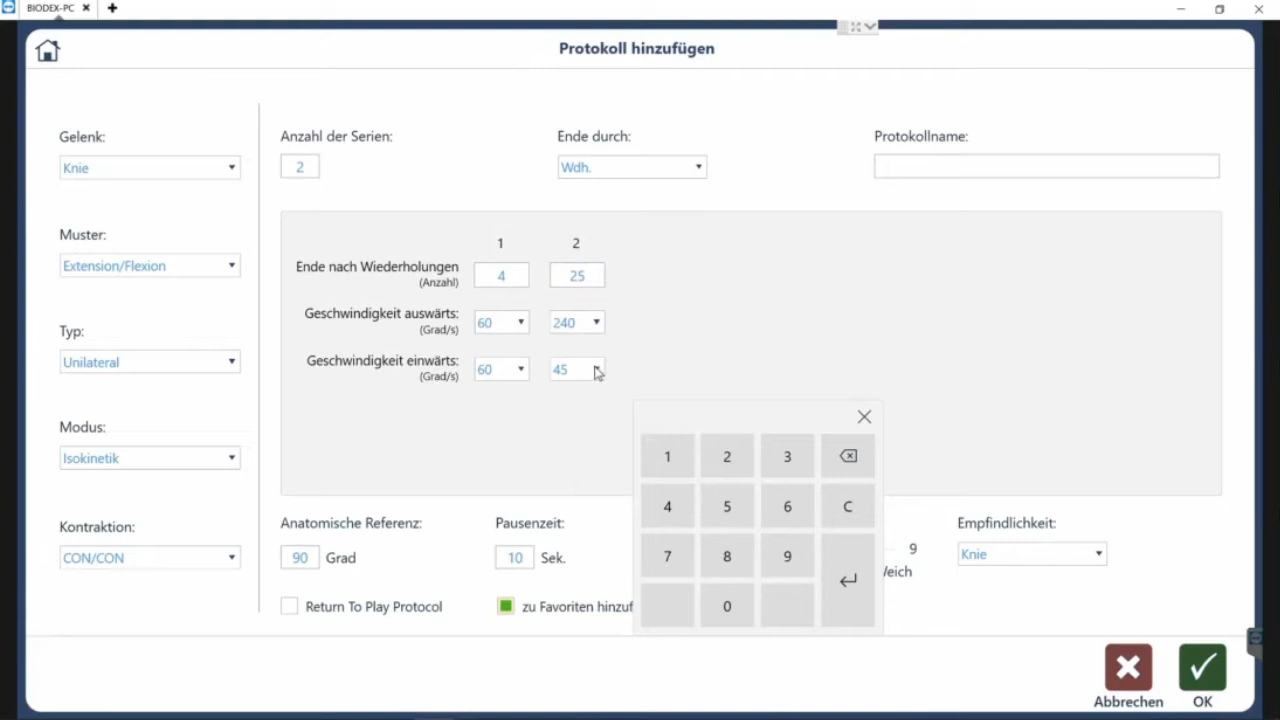 BIODEX-PC
Protokoll hinzufügen
Gelenk:
Knie
Muster:
Extension/Flexion
Typ:
Unilateral
Modus:
Isokinetik
Kontraktion:
CON/CON
Anzahl der Serien:
2
Ende durch:
Wdh.
Protokollname:
1 2
Ende nach Wiederholungen 4 25
(Anzahl)
Geschwindigkeit auswärts: 60 240
(Grad/s)
Geschwindigkeit einwärts: 60 45
(Grad/s)
1 2 3
4 5 6 C
7 8 9
0
Anatomische Referenz:
90 Grad
Pausenzeit:
10 Sek.
9
Empfindlichkeit:
Knie
Return To Play Protocol
zu Favoriten
Abbrechen
OK